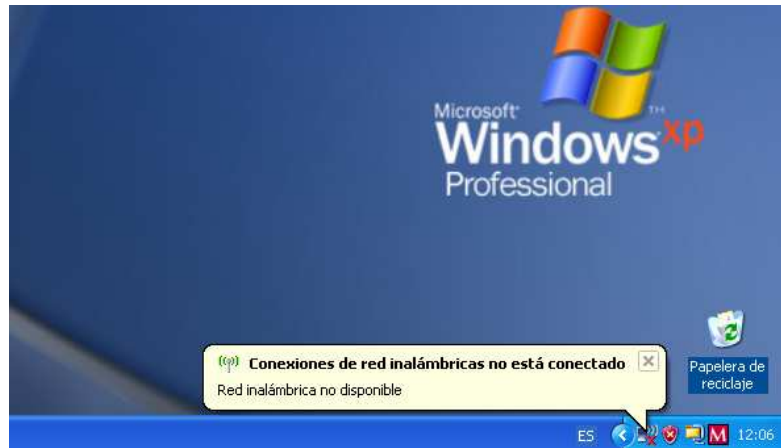 Microsoft
Windows xp
TM
Professional
Conexiones de red inalámbricas no está conectado
Red inalámbrica no disponible
Papelera de
reciclaje
ES
M
12:06